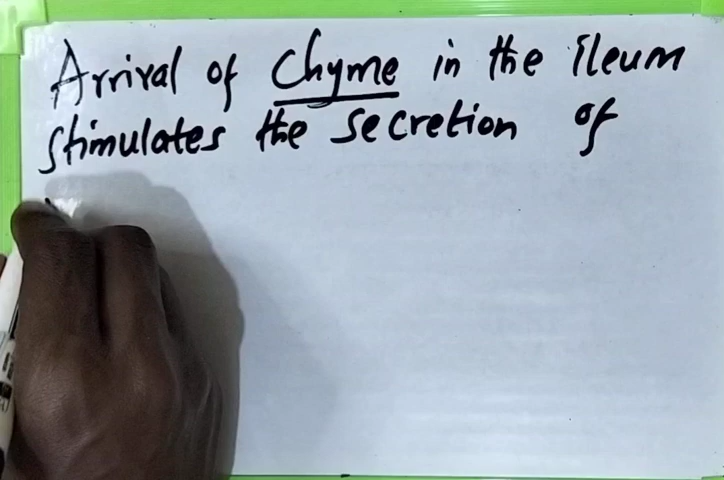 Arrival of Chyme in the ileum
stimulates the secretion of